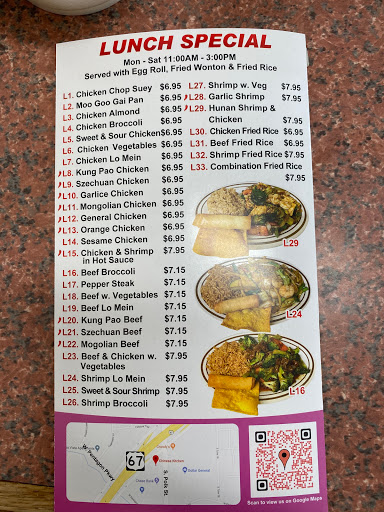 LUNCH SPECIAL
Mon - Sat 11:00AM - 3:00PM
Served with Egg Roll, Fried Wonton & Fried Rice
L1. Chicken Chop Suey $6.95
L2. Moo Goo Gai Pan $6.95
L3. Chicken Almond $6.95
L4. Chicken Broccoli $6.95
L5. Sweet & Sour Chicken $6.95
L6. Chicken Vegetables $6.95
L7. Chicken Lo Mein $6.95
L8. Kung Pao Chicken $6.95
L9. Szechuan Chicken $6.95
L10. Garlice Chicken $6.95
L11. Mongolian Chicken $6.95
L12. General Chicken $6.95
L13. Orange Chicken $6.95
L14. Sesame Chicken $6.95
L15. Chicken & Shrimp $7.95
in Hot Sauce
L16. Beef Broccoli $7.15
L17. Pepper Steak $7.15
L18. Beef w. Vegetables $7.15
L19. Beef Lo Mein $7.15
L20. Kung Pao Beef $7.15
L21. Szechuan Beef $7.15
L22. Mogolian Beef $7.15
L23. Beef & Chicken w. $7.95
Vegetables
L24. Shrimp Lo Mein $7.95
L25. Sweet & Sour Shrimp $7.95
L26. Shrimp Broccoli $7.95
L27. Shrimp w. Veg $7.95
L28. Garlic Shrimp $7.95
L29. Hunan Shrimp &
Chicken $6.95
L30. Chicken Fried Rice $6.95
L31. Beef Fried Rice $6.95
L32. Shrimp Fried Rice $7.95
L33. Combination Fried Rice
$7.95
L29
L24
L16
67
S. Park St.
Scan to view us on Google Maps